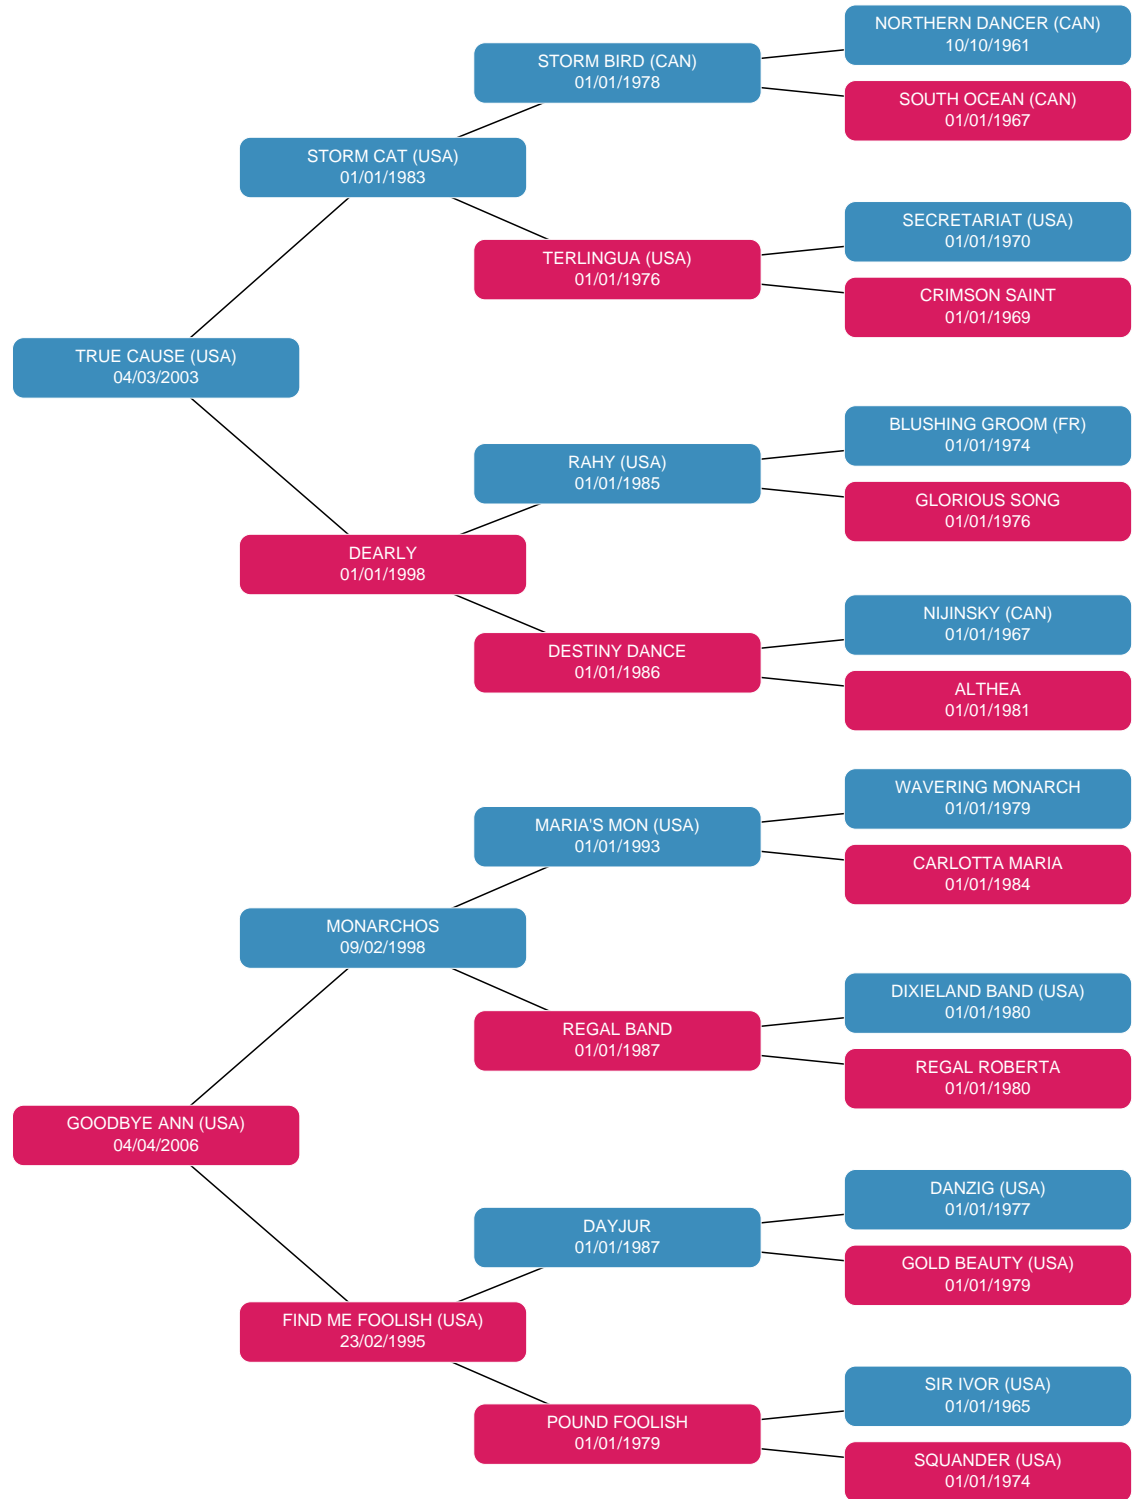 NORTHERN DANCER (CAN)
10/10/1961
STORM BIRD (CAN)
01/01/1978
SOUTH OCEAN (CAN)
01/01/1967
STORM CAT (USA)
01/01/1983
SECRETARIAT (USA)
01/01/1970
TERLINGUA (USA)
01/01/1976
CRIMSON SAINT
01/01/1969
TRUE CAUSE (USA)
04/03/2003
BLUSHING GROOM (FR)
01/01/1974
RAHY (USA)
01/01/1985
GLORIOUS SONG
01/01/1976
DEARLY
01/01/1998
NIJINSKY (CAN)
01/01/1967
DESTINY DANCE
01/01/1986
ALTHEA
01/01/1981
WAVERING MONARCH
01/01/1979
MARIA'S MON (USA)
01/01/1993
CARLOTTA MARIA
01/01/1984
MONARCHOS
09/02/1998
DIXIELAND BAND (USA)
01/01/1980
REGAL BAND
01/01/1987
REGAL ROBERTA
01/01/1980
GOODBYE ANN (USA)
04/04/2006
DANZIG (USA)
01/01/1977
DAYJUR
01/01/1987
GOLD BEAUTY (USA)
01/01/1979
FIND ME FOOLISH (USA)
23/02/1995
SIR IVOR (USA)
01/01/1965
POUND FOOLISH
01/01/1979
SQUANDER (USA)
01/01/1974